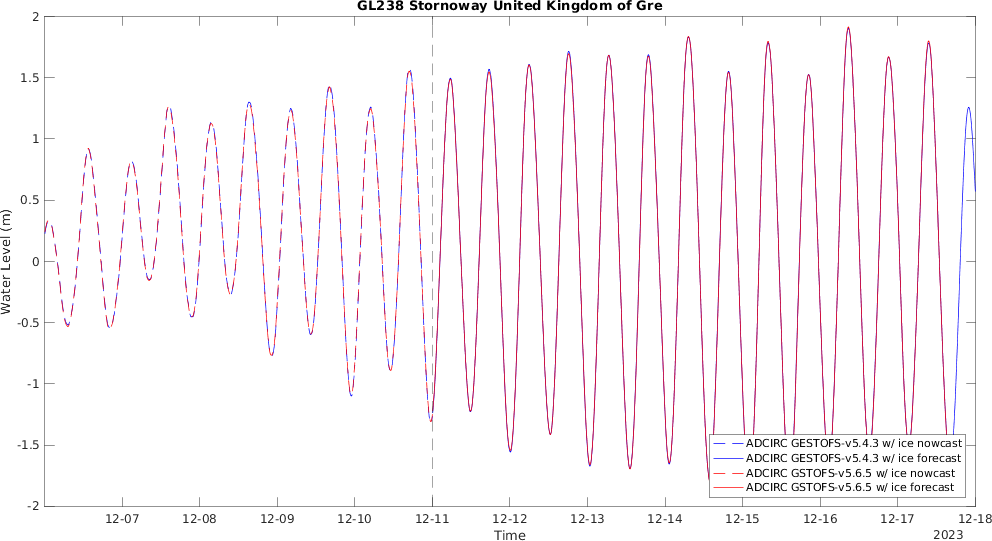 GL238 Stornoway United Kingdom of Gre
2
1.5
1
0.5
0
-0.5
-1
-1.5
-2
Water Level (m)
ADCIRC GESTOFS-v5.4.3 w/ ice nowcast
ADCIRC GESTOFS-v5.4.3 w/ ice forecast
ADCIRC GSTOFS-v5.6.5 w/ ice nowcast
ADCIRC GSTOFS-v5.6.5 w/ ice forecast
12-07 12-08 12-09 12-10 12-11 12-12 12-13 12-14 12-15 12-16 12-17 12-18
Time
2023